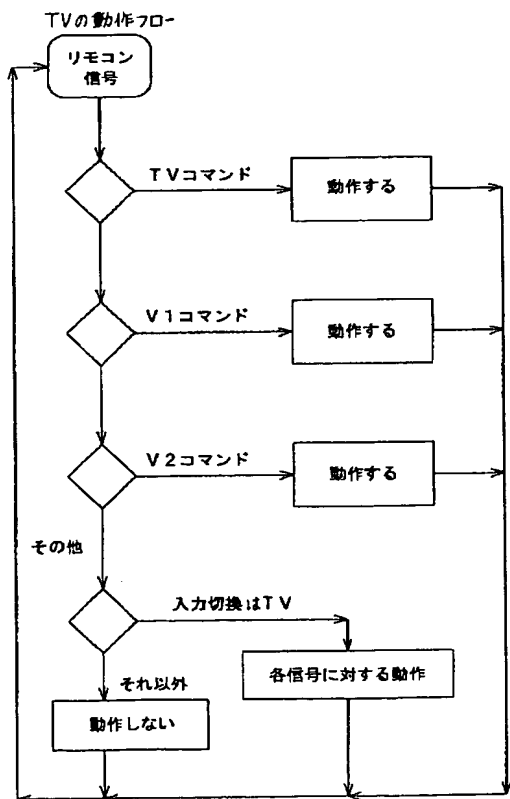 TVの動作フロー
リモコン
信号
TVコマンド
動作する
V1コマンド
動作する
V2コマンド
動作する
その他
入力切換はTV
各信号に対する動作
それ以外
動作しない